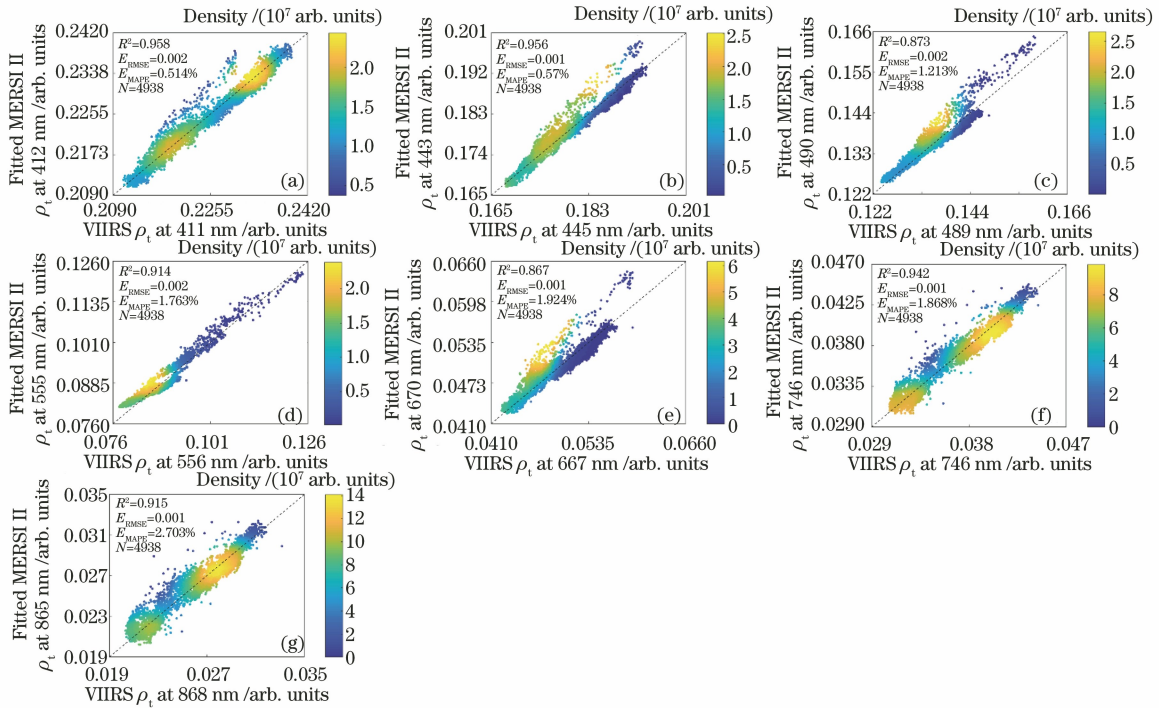 Density /(10⁷ arb. units)
Fitted MERSI II
ρt at 412 nm /arb. units
0.2420
0.2338
0.2255
0.2173
0.2090
R²=0.958
E_RMSE=0.002
E_MAPE=0.514%
N=4938
(a)
2.0
1.5
1.0
0.5
0.2090 0.2255 0.2420
VIIRS ρt at 411 nm /arb. units
Density /(10⁷ arb. units)
Fitted MERSI II
ρt at 443 nm /arb. units
0.201
0.192
0.183
0.174
0.165
R²=0.956
E_RMSE=0.001
E_MAPE=0.57%
N=4938
(b)
2.5
2.0
1.5
1.0
0.5
0.165 0.183 0.201
VIIRS ρt at 445 nm /arb. units
Density /(10⁷ arb. units)
Fitted MERSI II
ρt at 490 nm /arb. units
0.166
0.155
0.144
0.133
0.122
R²=0.873
E_RMSE=0.002
E_MAPE=1.213%
N=4938
(c)
2.5
2.0
1.5
1.0
0.5
0.122 0.144 0.166
VIIRS ρt at 489 nm /arb. units
Density /(10⁷ arb. units)
Fitted MERSI II
ρt at 555 nm /arb. units
0.1260
0.1135
0.1010
0.0885
0.0760
R²=0.914
E_RMSE=0.002
E_MAPE=1.763%
N=4938
(d)
2.0
1.5
1.0
0.5
0.076 0.101 0.126
VIIRS ρt at 556 nm /arb. units
Density /(10⁷ arb. units)
Fitted MERSI II
ρt at 670 nm /arb. units
0.0660
0.0598
0.0535
0.0473
0.0410
R²=0.867
E_RMSE=0.001
E_MAPE=1.924%
N=4938
(e)
6
5
4
3
2
1
0
0.0410 0.0535 0.0660
VIIRS ρt at 667 nm /arb. units
Density /(10⁷ arb. units)
Fitted MERSI II
ρt at 746 nm /arb. units
0.0470
0.0425
0.0380
0.0335
0.0290
R²=0.942
E_RMSE=0.001
E_MAPE=1.868%
N=4938
(f)
8
6
4
2
0
0.029 0.038 0.047
VIIRS ρt at 746 nm /arb. units
Density /(10⁷ arb. units)
Fitted MERSI II
ρt at 865 nm /arb. units
0.035
0.031
0.027
0.023
0.019
R²=0.915
E_RMSE=0.001
E_MAPE=2.703%
N=4938
(g)
14
12
10
8
6
4
2
0
0.019 0.027 0.035
VIIRS ρt at 868 nm /arb. units